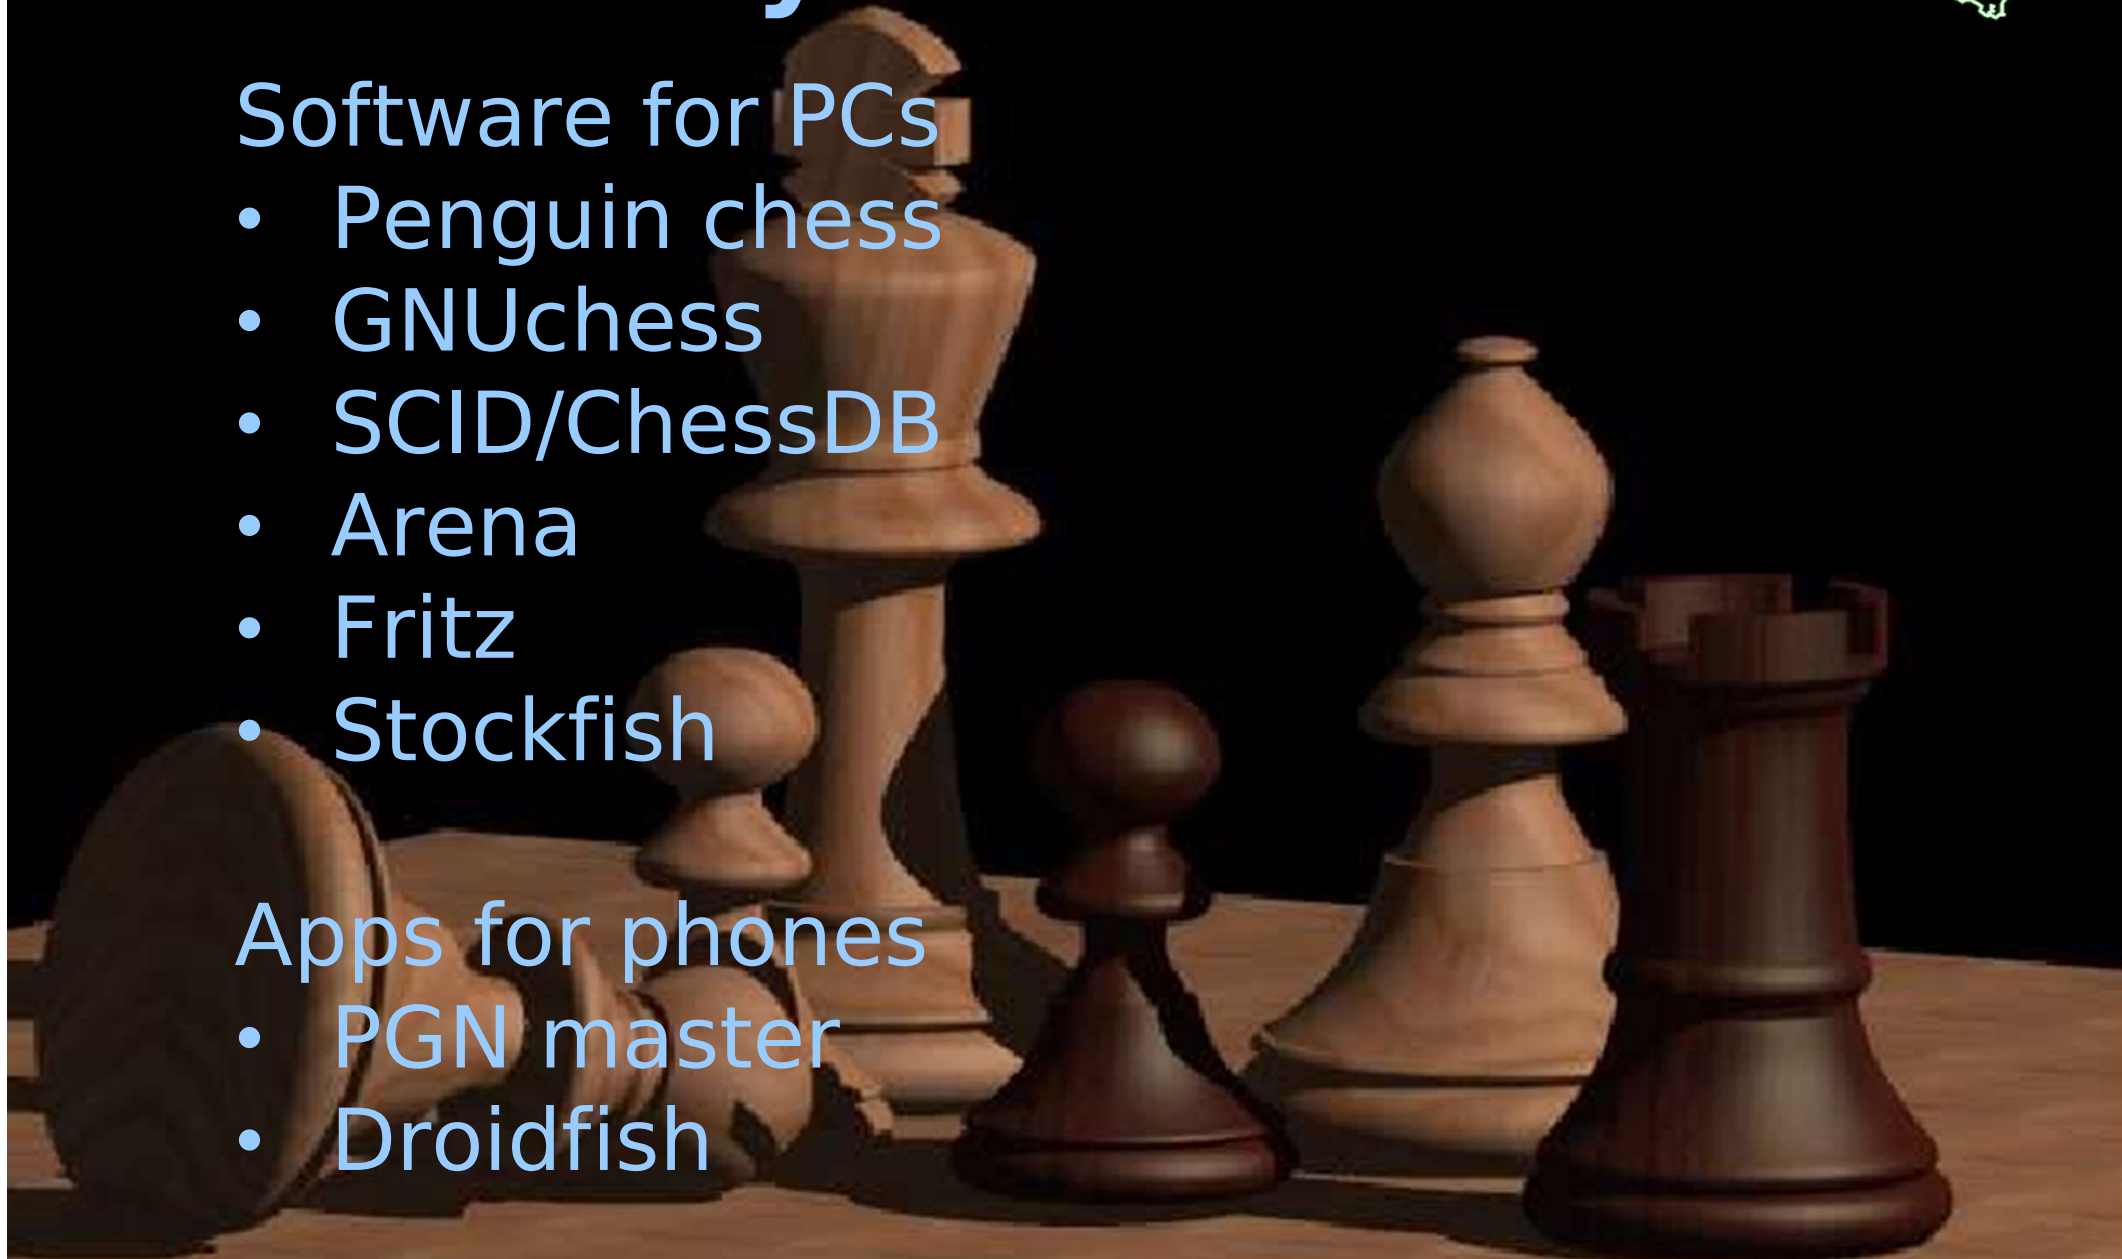 Software for PCs
• Penguin chess
• GNUchess
• SCID/ChessDB
• Arena
• Fritz
• Stockfish
Apps for phones
• PGN master
• Droidfish